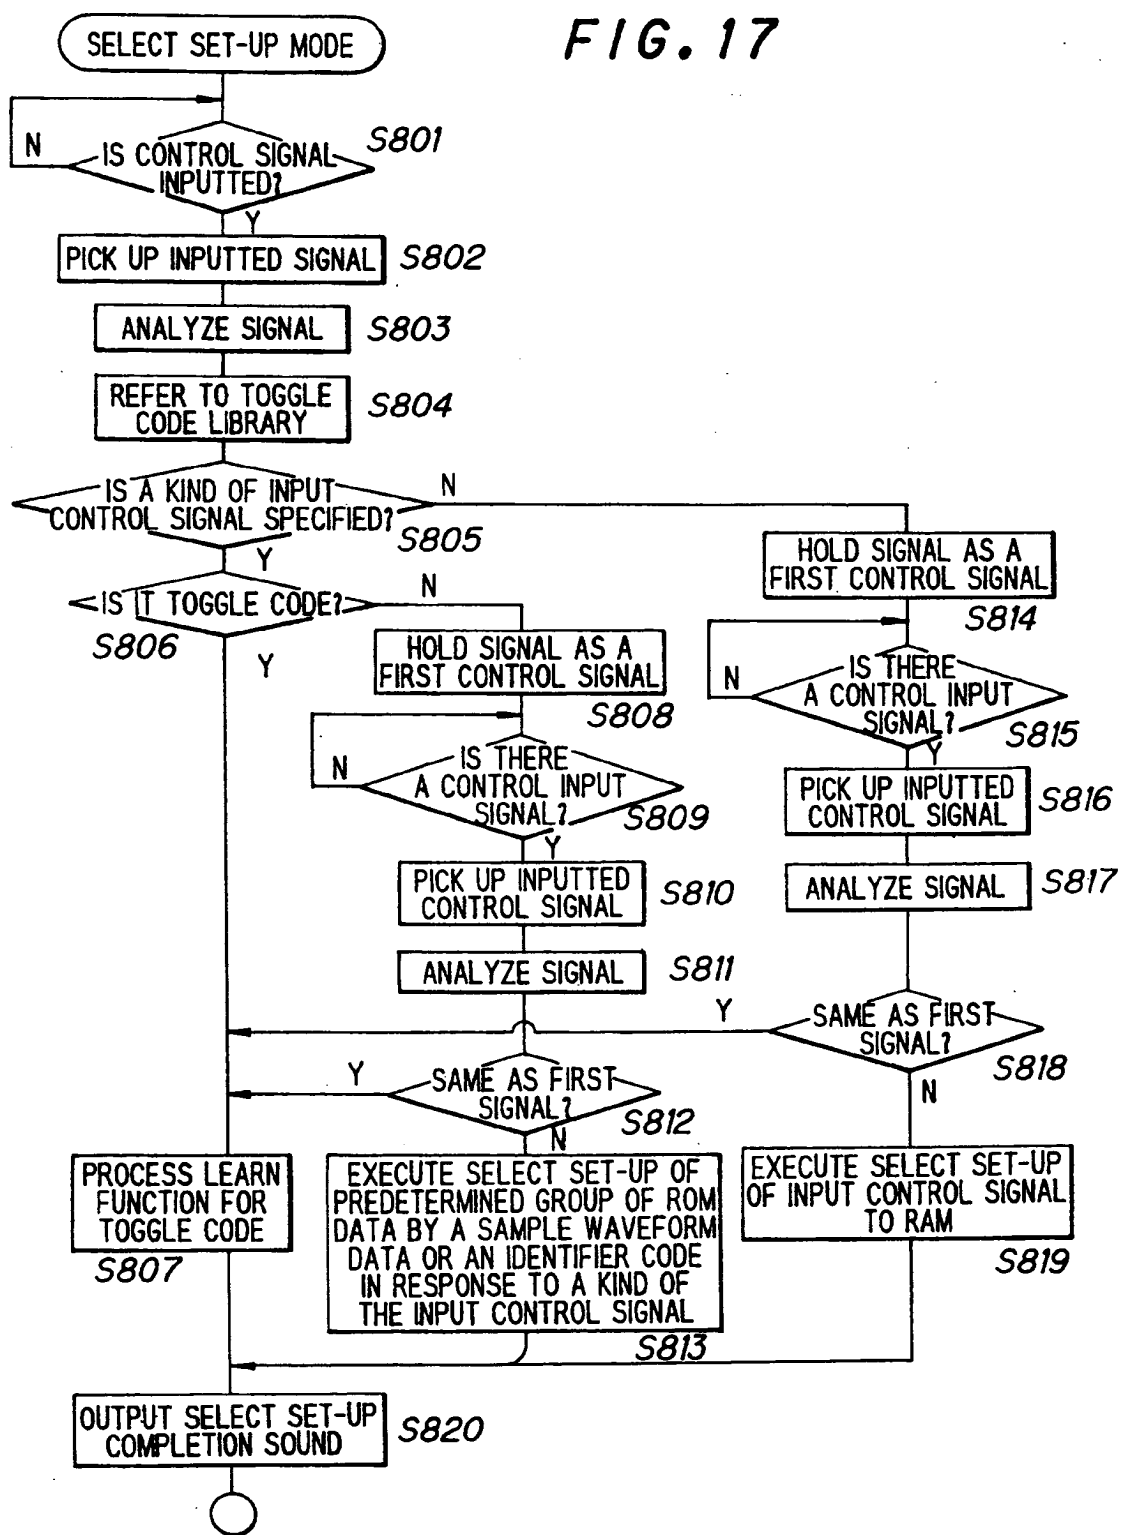 FIG. 17
SELECT SET-UP MODE
N
IS CONTROL SIGNAL
INPUTTED?
S801
Y
PICK UP INPUTTED SIGNAL
S802
ANALYZE SIGNAL
S803
REFER TO TOGGLE
CODE LIBRARY
S804
IS A KIND OF INPUT
CONTROL SIGNAL SPECIFIED?
S805
N
Y
IS IT TOGGLE CODE?
S806
N
Y
HOLD SIGNAL AS A
FIRST CONTROL SIGNAL
S808
N
IS THERE
A CONTROL INPUT
SIGNAL?
S809
Y
PICK UP INPUTTED
CONTROL SIGNAL
S810
ANALYZE SIGNAL
S811
Y
SAME AS FIRST
SIGNAL?
S812
N
HOLD SIGNAL AS A
FIRST CONTROL SIGNAL
S814
N
IS THERE
A CONTROL INPUT
SIGNAL?
S815
Y
PICK UP INPUTTED
CONTROL SIGNAL
S816
ANALYZE SIGNAL
S817
Y
SAME AS FIRST
SIGNAL?
S818
N
PROCESS LEARN
FUNCTION FOR
TOGGLE CODE
S807
EXECUTE SELECT SET-UP OF
PREDETERMINED GROUP OF ROM
DATA BY A SAMPLE WAVEFORM
DATA OR AN IDENTIFIER CODE
IN RESPONSE TO A KIND OF
THE INPUT CONTROL SIGNAL
S813
EXECUTE SELECT SET-UP
OF INPUT CONTROL SIGNAL
TO RAM
S819
OUTPUT SELECT SET-UP
COMPLETION SOUND
S820